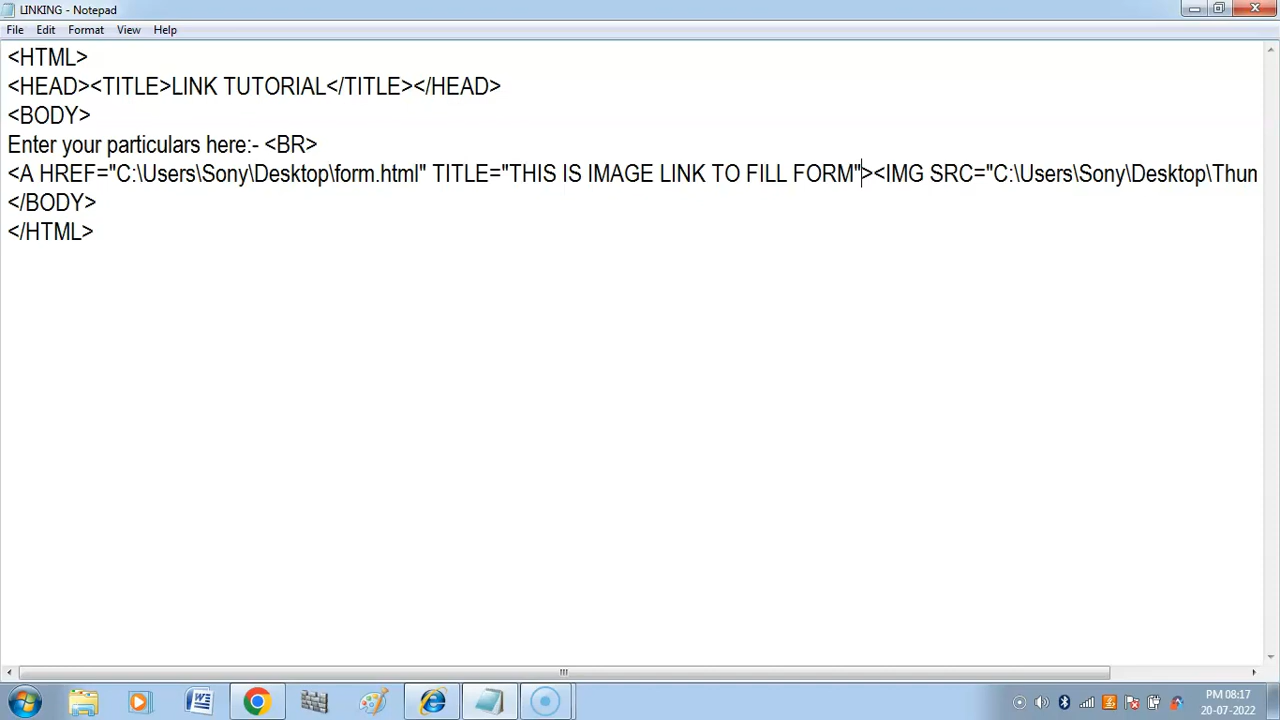 LINKING - Notepad
File Edit Format View Help
<HTML>
<HEAD><TITLE>LINK TUTORIAL</TITLE></HEAD>
<BODY>
Enter your particulars here:- <BR>
<A HREF="C:\Users\Sony\Desktop\form.html" TITLE="THIS IS IMAGE LINK TO FILL FORM"><IMG SRC="C:\Users\Sony\Desktop\Thun
</BODY>
</HTML>
PM 08:17
20-07-2022